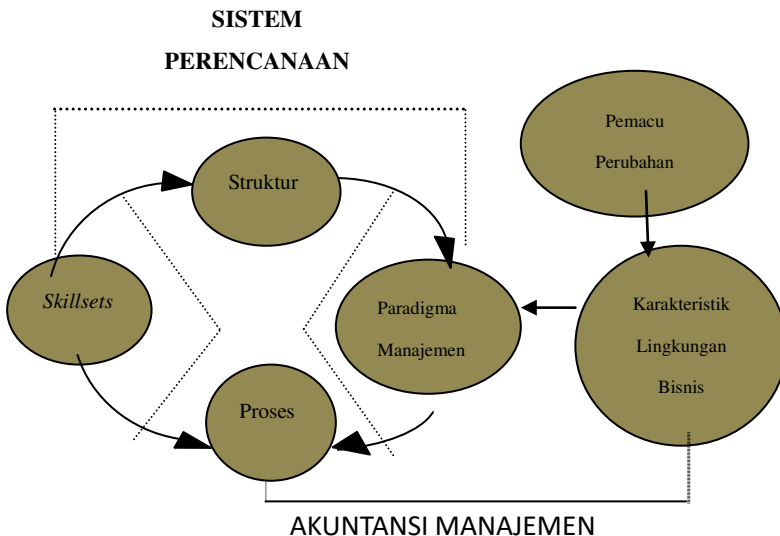 SISTEM
PERENCANAAN
Pemacu
Perubahan
Struktur
Skillsets
Paradigma
Manajemen
Karakteristik
Lingkungan
Bisnis
Proses
AKUNTANSI MANAJEMEN